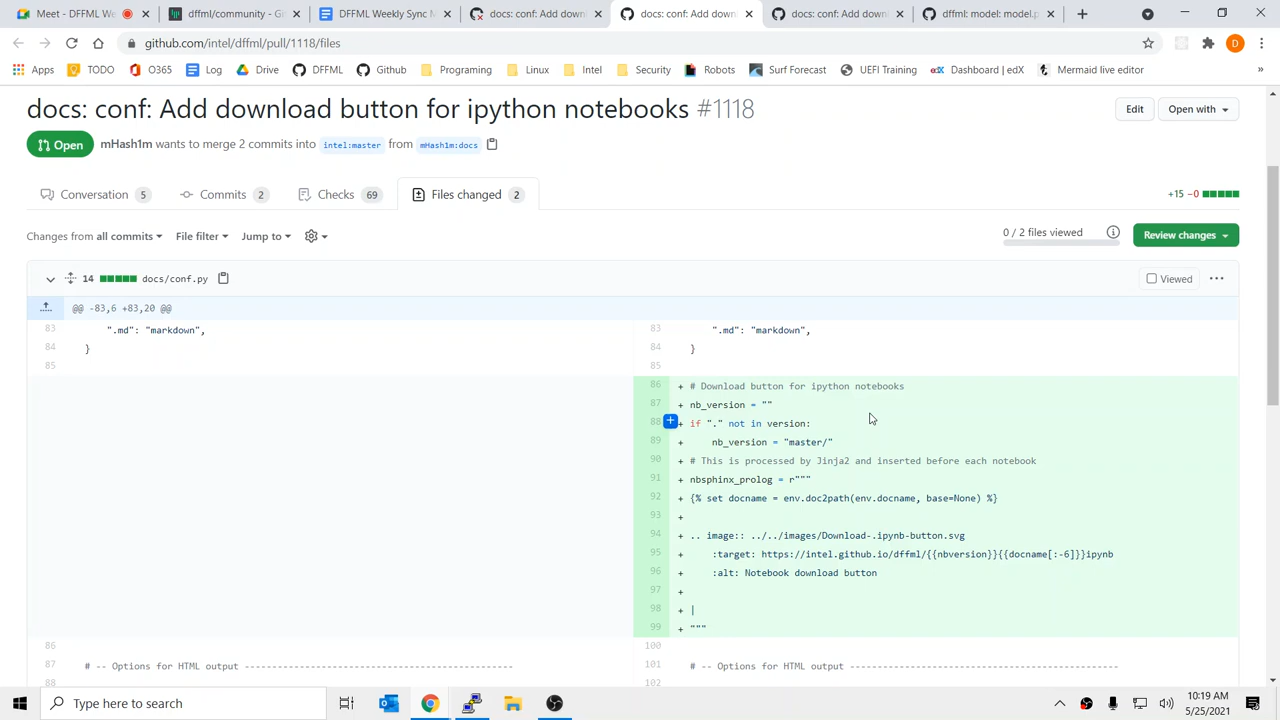 Meet - DFFML We
dffml/community - G
DFFML Weekly Sync M
docs: conf: Add down
docs: conf: Add down
docs: conf: Add down
dffml: model: model.p
github.com/intel/dffml/pull/1118/files
D
Apps
TODO
O365
Log
Drive
DFFML
Github
Programing
Linux
Intel
Security
Robots
Surf Forecast
UEFI Training
Dashboard | edX
Mermaid live editor
»
docs: conf: Add download button for ipython notebooks #1118
Edit
Open with
Open
mHash1m wants to merge 2 commits into intel:master from mHash1m:docs
Conversation 5
Commits 2
Checks 69
Files changed 2
+15 −0
Changes from all commits
File filter
Jump to
0 / 2 files viewed
Review changes
14 docs/conf.py
Viewed
@@ -83,6 +83,20 @@
83 ".md": "markdown", 83 ".md": "markdown",
84 } 84 }
85 85
86 + # Download button for ipython notebooks
87 + nb_version = ""
88 + if "." not in version:
89 + nb_version = "master/"
90 + # This is processed by Jinja2 and inserted before each notebook
91 + nbsphinx_prolog = r"""
92 + {% set docname = env.doc2path(env.docname, base=None) %}
93 +
94 + .. image:: ../../images/Download-.ipynb-button.svg
95 + :target: https://intel.github.io/dffml/{{nbversion}}{{docname[:-6]}}ipynb
96 + :alt: Notebook download button
97 +
98 + |
99 + """
86 100
87 # -- Options for HTML output -------------------------------------------------- 101 # -- Options for HTML output --------------------------------------------------
88 102
Type here to search
10:19 AM
5/25/2021